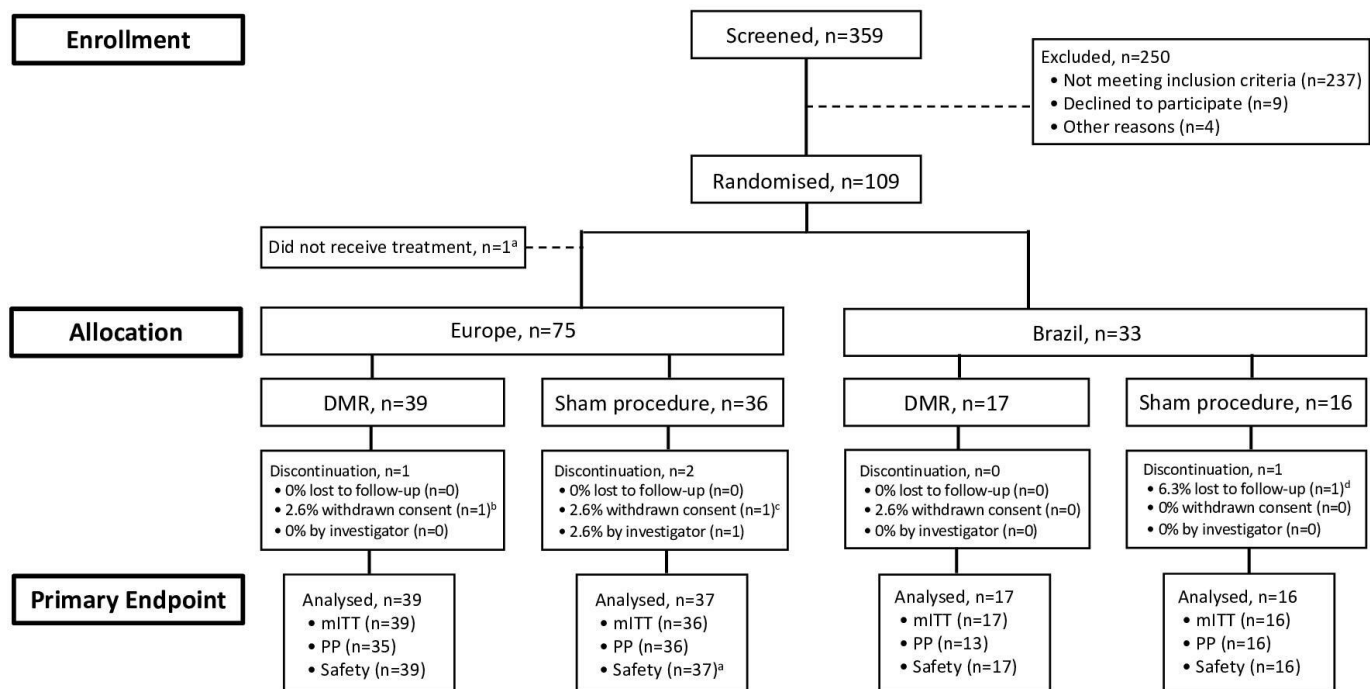 Enrollment
Screened, n=359
Excluded, n=250
• Not meeting inclusion criteria (n=237)
• Declined to participate (n=9)
• Other reasons (n=4)
Randomised, n=109
Did not receive treatment, n=1ᵃ
Allocation
Europe, n=75
Brazil, n=33
DMR, n=39
Sham procedure, n=36
DMR, n=17
Sham procedure, n=16
Discontinuation, n=1
• 0% lost to follow-up (n=0)
• 2.6% withdrawn consent (n=1)ᵇ
• 0% by investigator (n=0)
Discontinuation, n=2
• 0% lost to follow-up (n=0)
• 2.6% withdrawn consent (n=1)ᶜ
• 2.6% by investigator (n=1)
Discontinuation, n=0
• 0% lost to follow-up (n=0)
• 2.6% withdrawn consent (n=0)
• 0% by investigator (n=0)
Discontinuation, n=1
• 6.3% lost to follow-up (n=1)ᵈ
• 0% withdrawn consent (n=0)
• 0% by investigator (n=0)
Primary Endpoint
Analysed, n=39
• mITT (n=39)
• PP (n=35)
• Safety (n=39)
Analysed, n=37
• mITT (n=36)
• PP (n=36)
• Safety (n=37)ᵃ
Analysed, n=17
• mITT (n=17)
• PP (n=13)
• Safety (n=17)
Analysed, n=16
• mITT (n=16)
• PP (n=16)
• Safety (n=16)